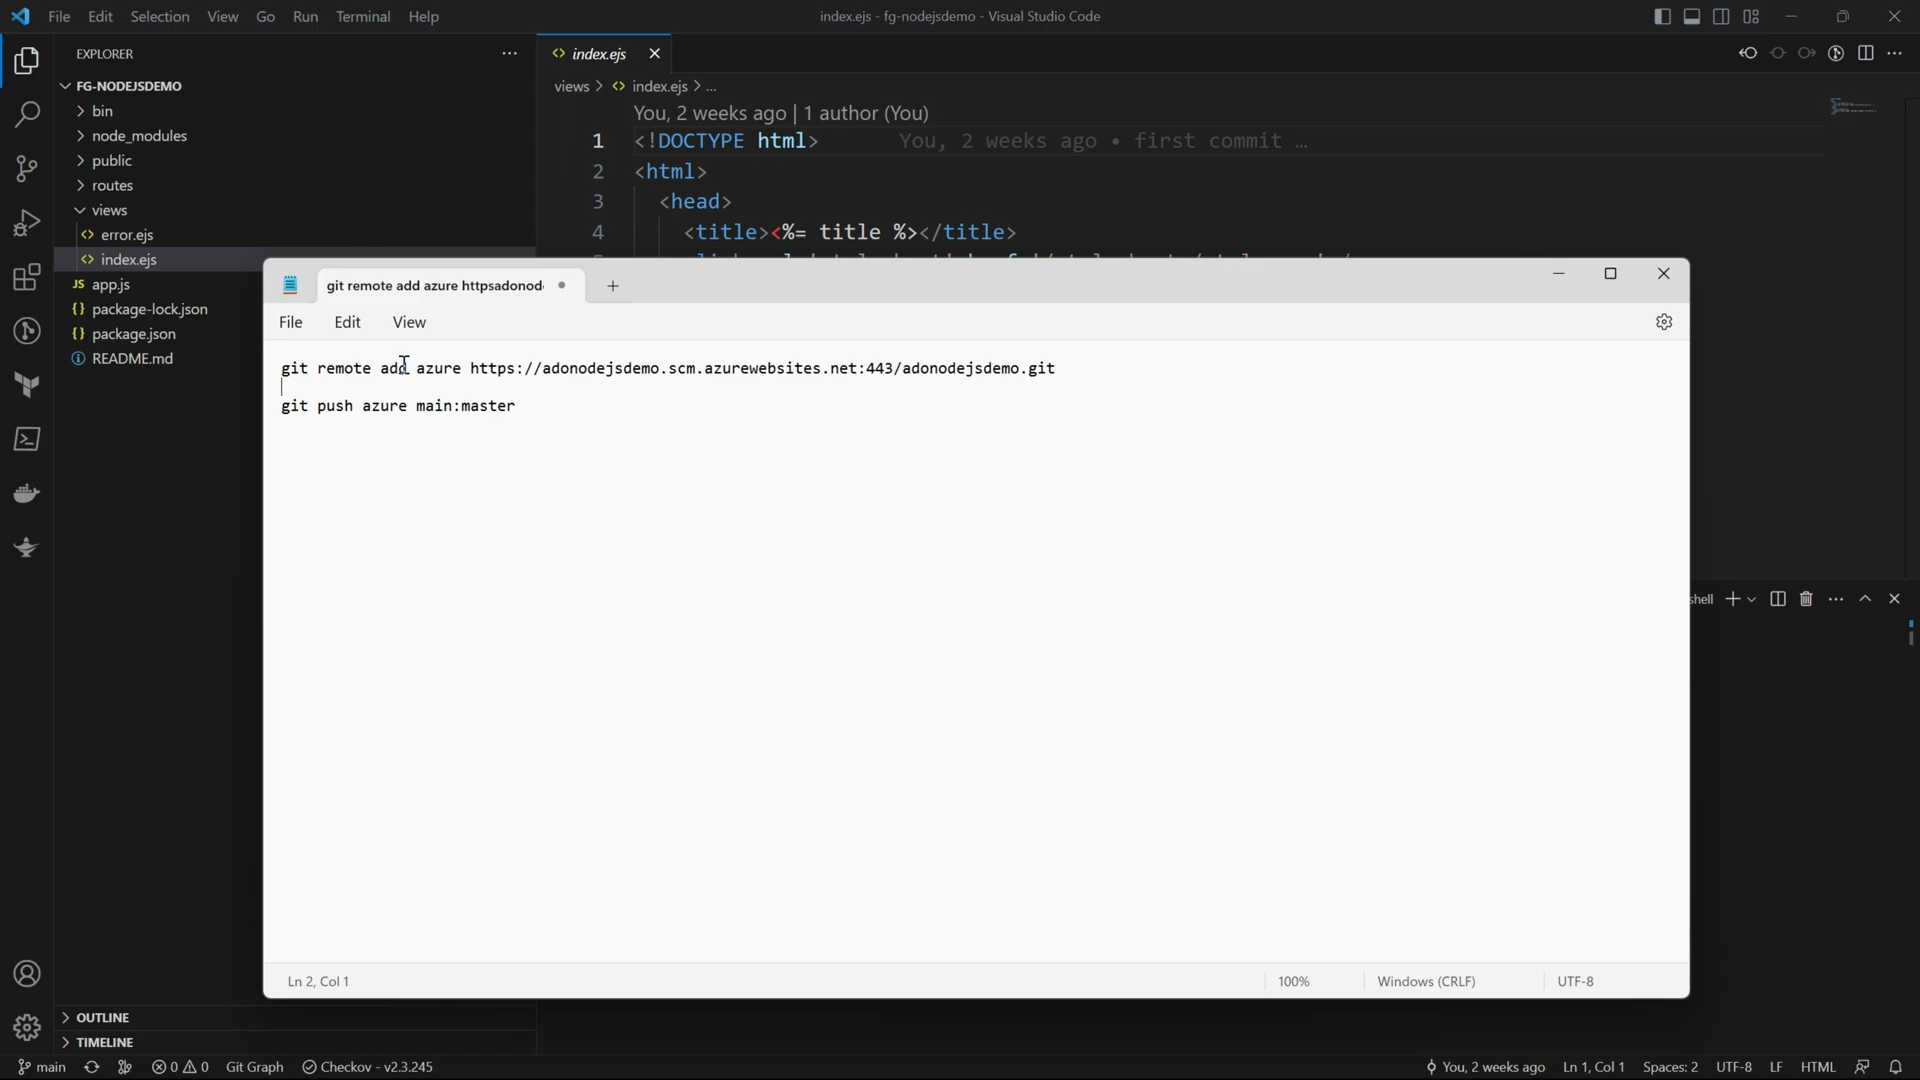 File Edit Selection View Go Run Terminal Help
index.ejs - fg-nodejsdemo - Visual Studio Code
EXPLORER
FG-NODEJSDEMO
bin
node_modules
public
routes
views
error.ejs
index.ejs
JS app.js
{} package-lock.json
{} package.json
README.md
index.ejs
views > index.ejs > ...
You, 2 weeks ago | 1 author (You)
1 <!DOCTYPE html> You, 2 weeks ago • first commit …
2 <html>
3 <head>
4 <title><%= title %></title>
git remote add azure httpsadonod
File Edit View
git remote add azure https://adonodejsdemo.scm.azurewebsites.net:443/adonodejsdemo.git
git push azure main:master
Ln 2, Col 1 100% Windows (CRLF) UTF-8
shell
OUTLINE
TIMELINE
main 0 0 Git Graph Checkov - v2.3.245 You, 2 weeks ago Ln 1, Col 1 Spaces: 2 UTF-8 LF HTML